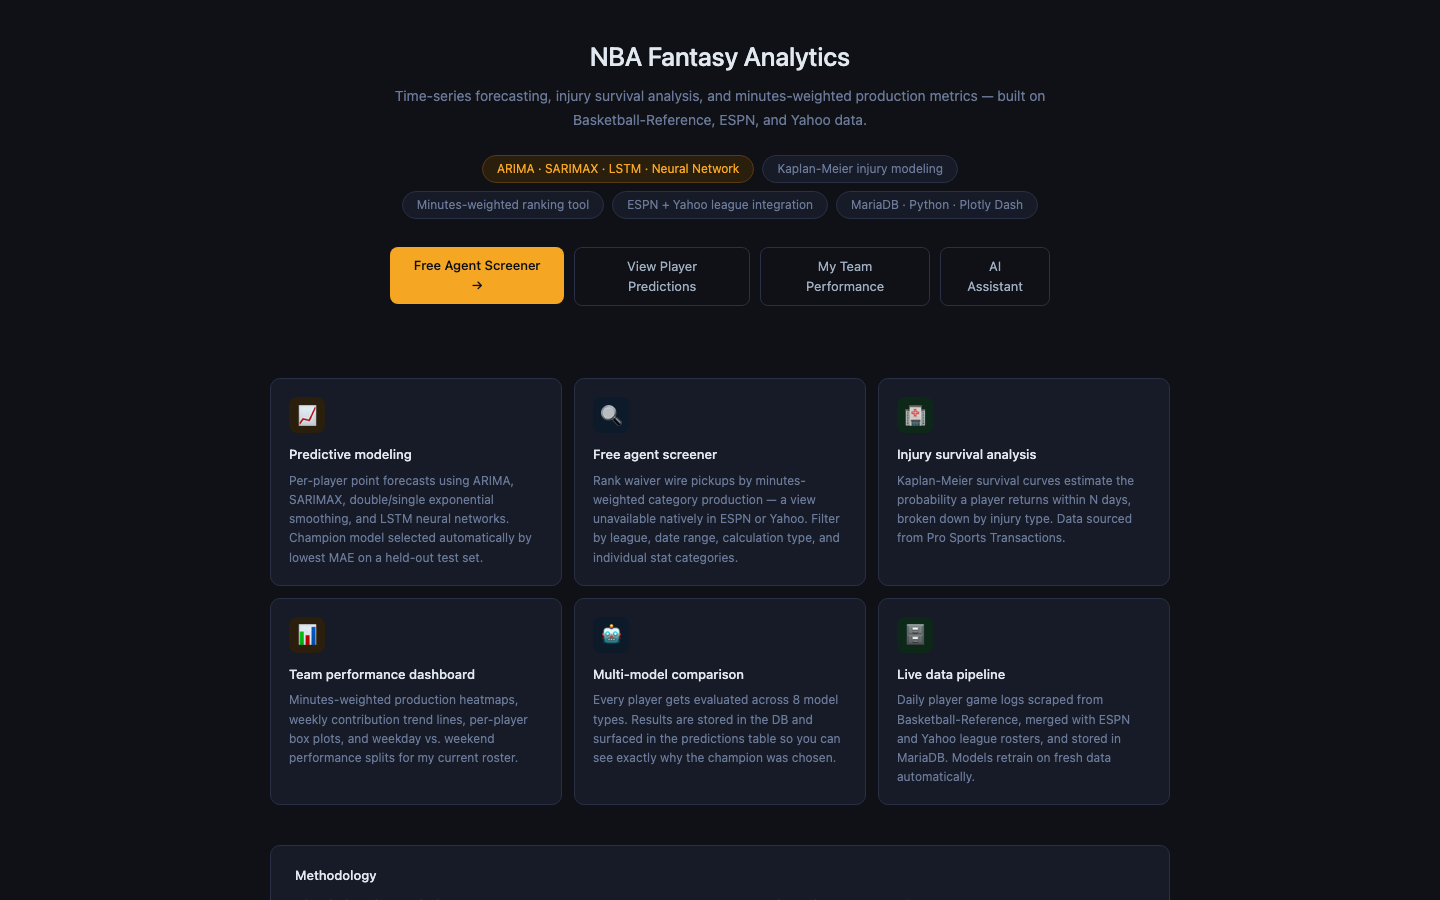 NBA Fantasy Analytics
Time-series forecasting, injury survival analysis, and minutes-weighted production metrics — built on
Basketball-Reference, ESPN, and Yahoo data.
ARIMA · SARIMAX · LSTM · Neural Network
Kaplan-Meier injury modeling
Minutes-weighted ranking tool
ESPN + Yahoo league integration
MariaDB · Python · Plotly Dash
Free Agent Screener
→
View Player
Predictions
My Team
Performance
AI
Assistant
Predictive modeling
Per-player point forecasts using ARIMA,
SARIMAX, double/single exponential
smoothing, and LSTM neural networks.
Champion model selected automatically by
lowest MAE on a held-out test set.
Free agent screener
Rank waiver wire pickups by minutes-
weighted category production — a view
unavailable natively in ESPN or Yahoo. Filter
by league, date range, calculation type, and
individual stat categories.
Injury survival analysis
Kaplan-Meier survival curves estimate the
probability a player returns within N days,
broken down by injury type. Data sourced
from Pro Sports Transactions.
Team performance dashboard
Minutes-weighted production heatmaps,
weekly contribution trend lines, per-player
box plots, and weekday vs. weekend
performance splits for my current roster.
Multi-model comparison
Every player gets evaluated across 8 model
types. Results are stored in the DB and
surfaced in the predictions table so you can
see exactly why the champion was chosen.
Live data pipeline
Daily player game logs scraped from
Basketball-Reference, merged with ESPN
and Yahoo league rosters, and stored in
MariaDB. Models retrain on fresh data
automatically.
Methodology